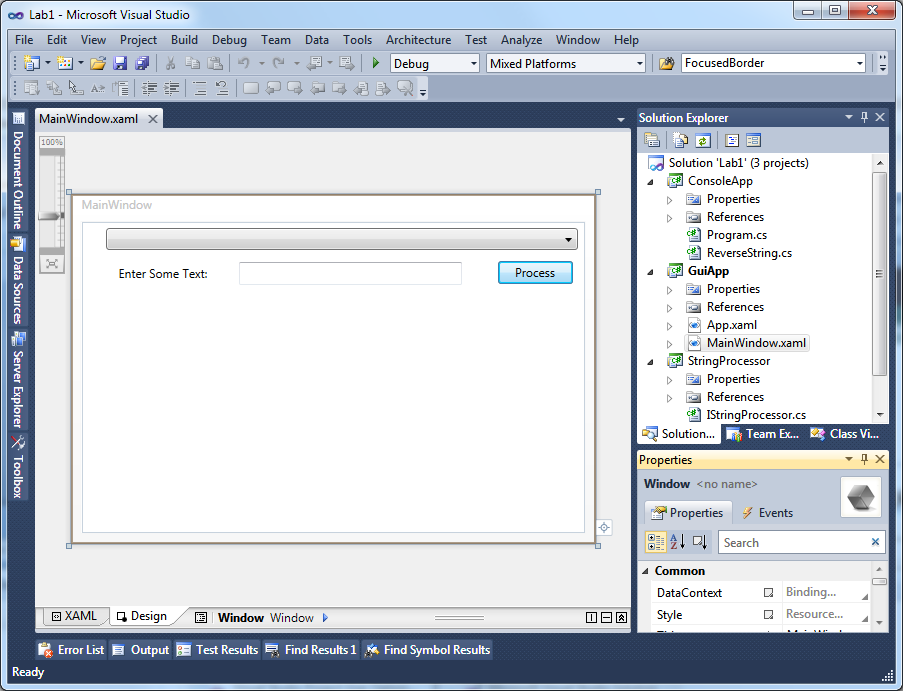 Lab1 - Microsoft Visual Studio
File Edit View Project Build Debug Team Data Tools Architecture Test Analyze Window Help
Debug Mixed Platforms FocusedBorder
Document Outline
Data Sources
Server Explorer
Toolbox
MainWindow.xaml
100%
MainWindow
Enter Some Text:
Process
XAML Design Window Window
Solution Explorer
Solution 'Lab1' (3 projects)
ConsoleApp
Properties
References
Program.cs
ReverseString.cs
GuiApp
Properties
References
App.xaml
MainWindow.xaml
StringProcessor
Properties
References
IStringProcessor.cs
Solution... Team Ex... Class Vi...
Properties
Window <no name>
Properties Events
Search
Common
DataContext Binding...
Style Resource...
Error List Output Test Results Find Results 1 Find Symbol Results
Ready